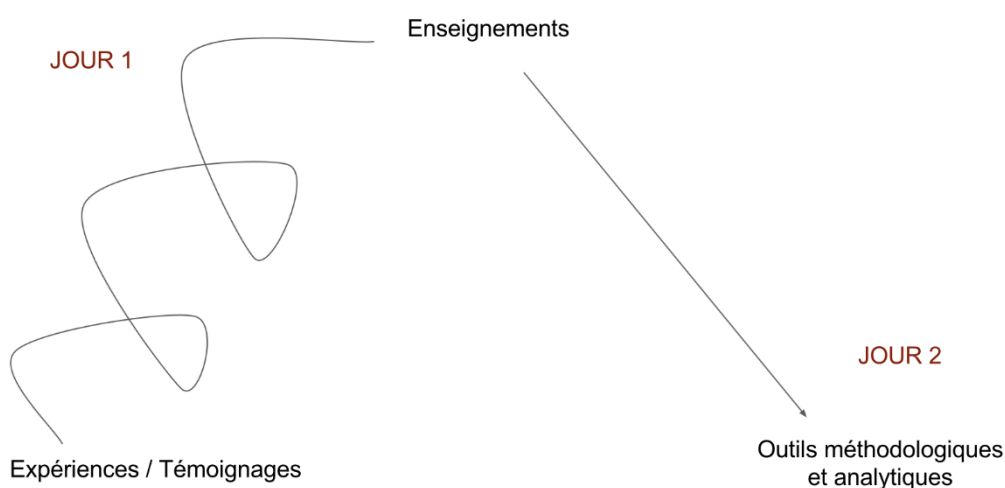 Enseignements
JOUR 1
JOUR 2
Expériences / Témoignages
Outils méthodologiques
et analytiques